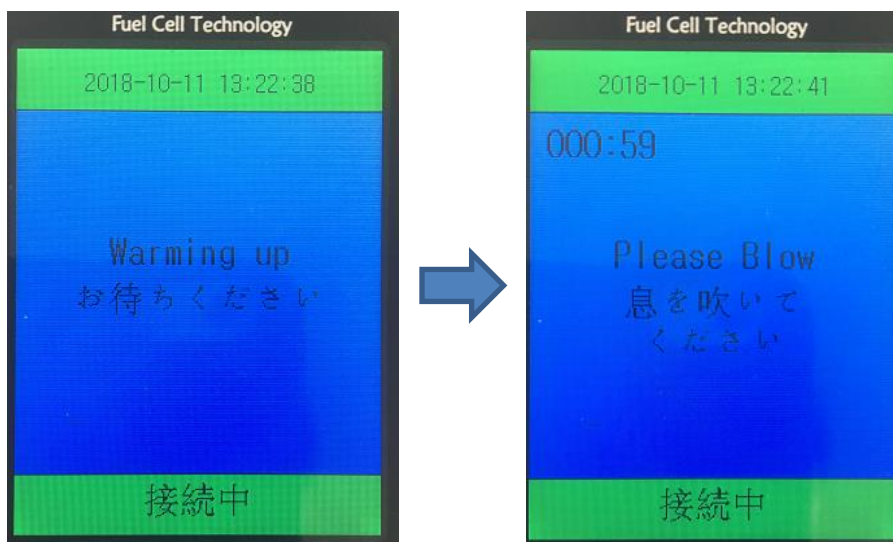 Fuel Cell Technology
2018-10-11 13:22:38
Warming up
お待ちください
接続中
Fuel Cell Technology
2018-10-11 13:22:41
000:59
Please Blow
息を吹いて
ください
接続中